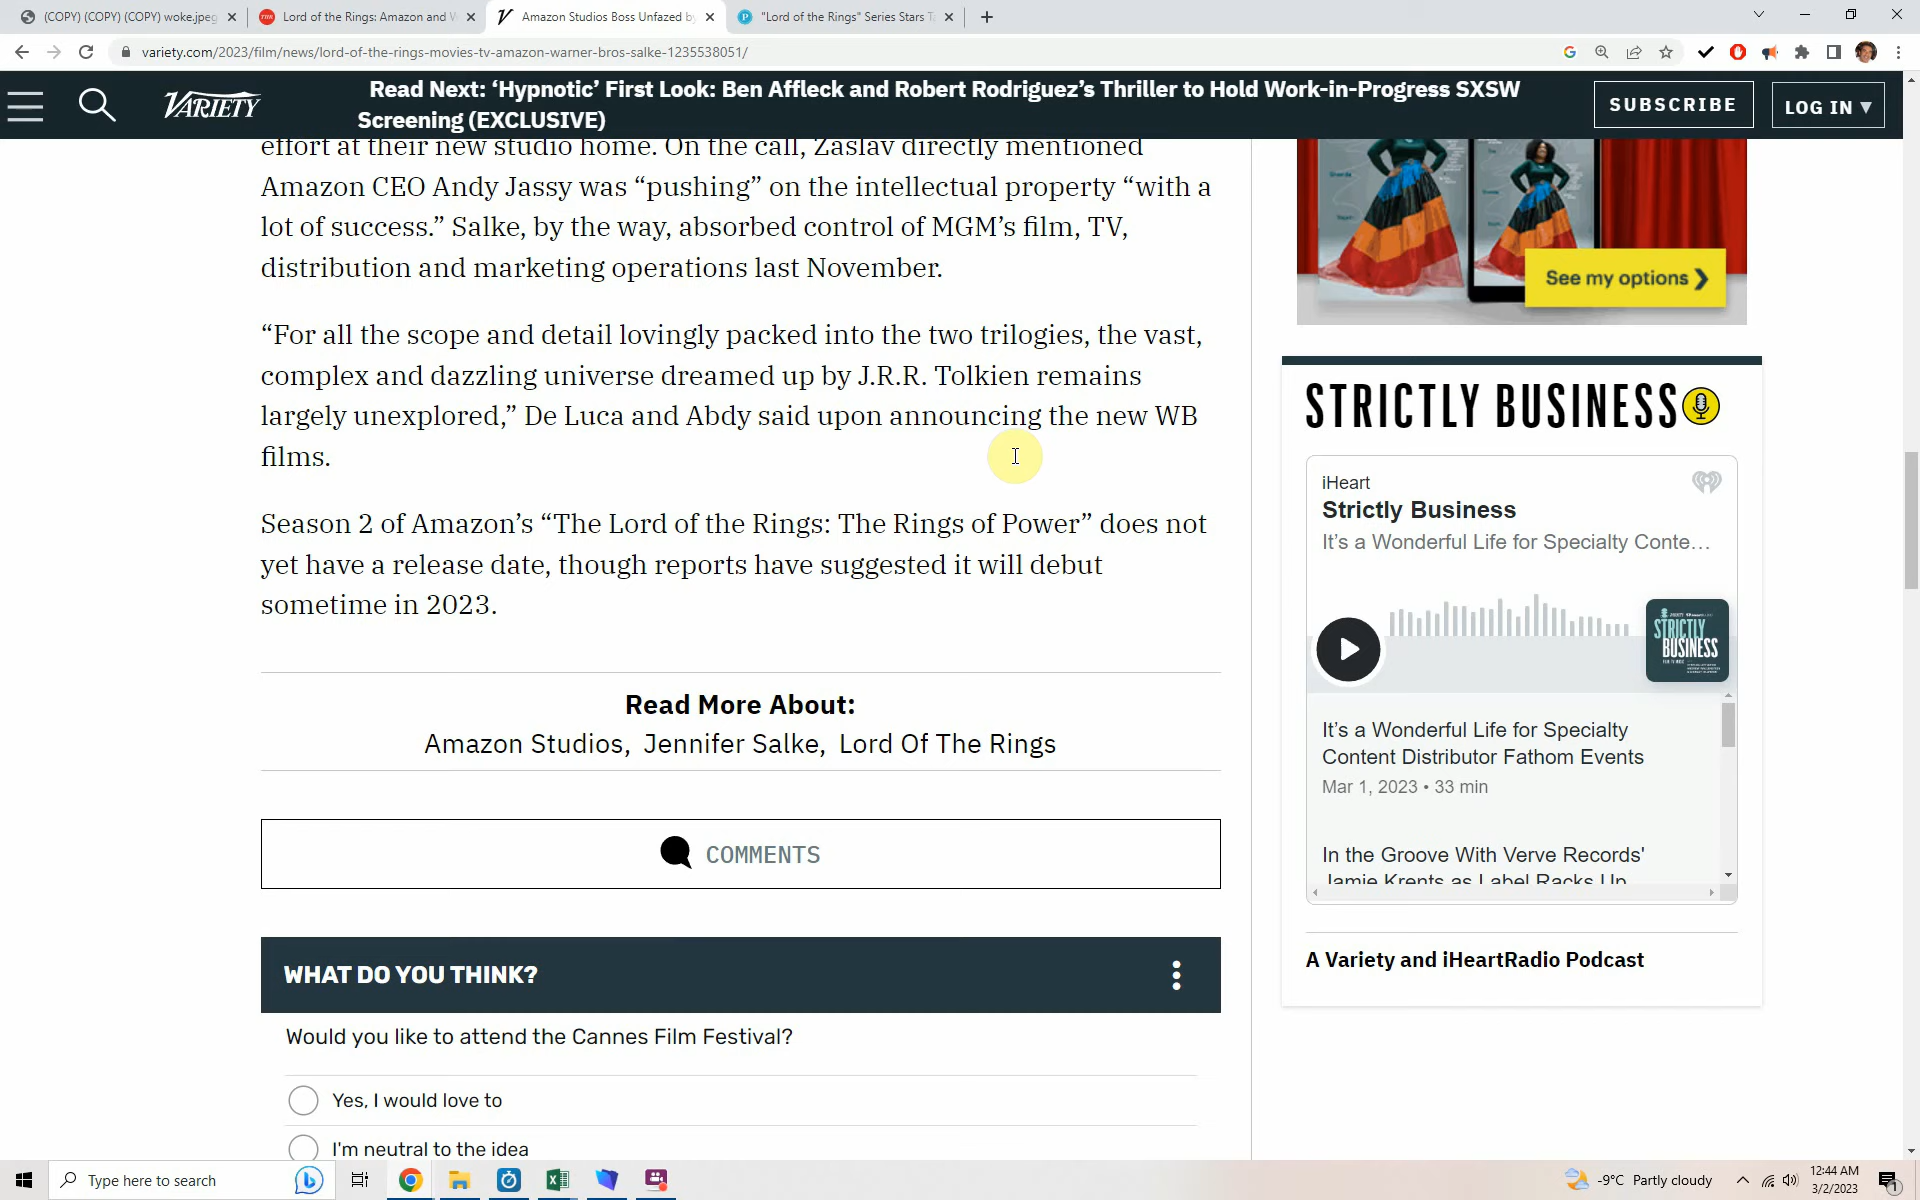 (COPY) (COPY) (COPY) woke.jpeg
Lord of the Rings: Amazon and W
Amazon Studios Boss Unfazed by
"Lord of the Rings" Series Stars T
variety.com/2023/film/news/lord-of-the-rings-movies-tv-amazon-warner-bros-salke-1235538051/
VARIETY
Read Next: ‘Hypnotic’ First Look: Ben Affleck and Robert Rodriguez’s Thriller to Hold Work-in-Progress SXSW
Screening (EXCLUSIVE)
SUBSCRIBE
LOG IN ▼
effort at their new studio home. On the call, Zaslav directly mentioned
Amazon CEO Andy Jassy was “pushing” on the intellectual property “with a
lot of success.” Salke, by the way, absorbed control of MGM’s film, TV,
distribution and marketing operations last November.
“For all the scope and detail lovingly packed into the two trilogies, the vast,
complex and dazzling universe dreamed up by J.R.R. Tolkien remains
largely unexplored,” De Luca and Abdy said upon announcing the new WB
films.
Season 2 of Amazon’s “The Lord of the Rings: The Rings of Power” does not
yet have a release date, though reports have suggested it will debut
sometime in 2023.
Read More About:
Amazon Studios, Jennifer Salke, Lord Of The Rings
COMMENTS
WHAT DO YOU THINK?
Would you like to attend the Cannes Film Festival?
Yes, I would love to
I'm neutral to the idea
See my options
STRICTLY BUSINESS
iHeart
Strictly Business
It’s a Wonderful Life for Specialty Conte...
STRICTLY
BUSINESS
It’s a Wonderful Life for Specialty
Content Distributor Fathom Events
Mar 1, 2023 • 33 min
In the Groove With Verve Records'
Jamie Krents as Label Racks Up
A Variety and iHeartRadio Podcast
Type here to search
-9°C Partly cloudy
12:44 AM
3/2/2023
1